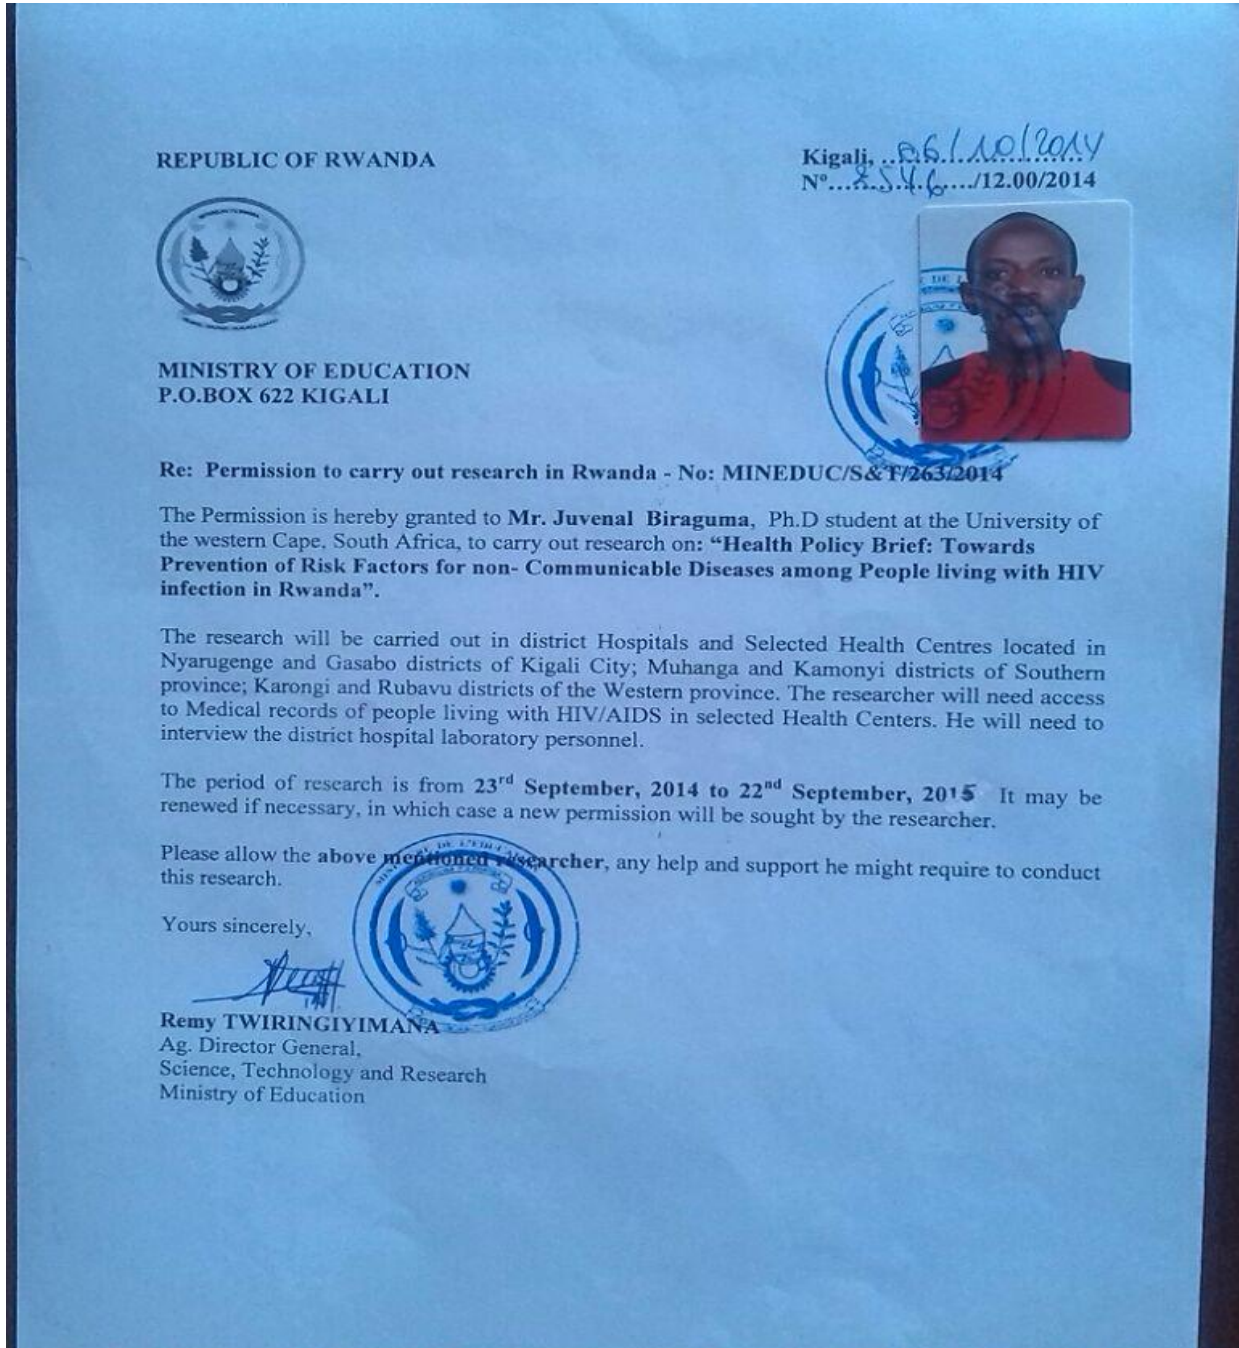 REPUBLIC OF RWANDA
Kigali, ..06/10/2014
N°....2546..../12.00/2014
MINISTRY OF EDUCATION
P.O.BOX 622 KIGALI
Re: Permission to carry out research in Rwanda - No: MINEDUC/S&T/263/2014
The Permission is hereby granted to Mr. Juvenal Biraguma, Ph.D student at the University of
the western Cape, South Africa, to carry out research on: “Health Policy Brief: Towards
Prevention of Risk Factors for non- Communicable Diseases among People living with HIV
infection in Rwanda”.
The research will be carried out in district Hospitals and Selected Health Centres located in
Nyarugenge and Gasabo districts of Kigali City; Muhanga and Kamonyi districts of Southern
province; Karongi and Rubavu districts of the Western province. The researcher will need access
to Medical records of people living with HIV/AIDS in selected Health Centers. He will need to
interview the district hospital laboratory personnel.
The period of research is from 23rd September, 2014 to 22nd September, 2015 It may be
renewed if necessary, in which case a new permission will be sought by the researcher.
Please allow the above mentioned researcher, any help and support he might require to conduct
this research.
Yours sincerely,
Remy TWIRINGIYIMANA
Ag. Director General,
Science, Technology and Research
Ministry of Education